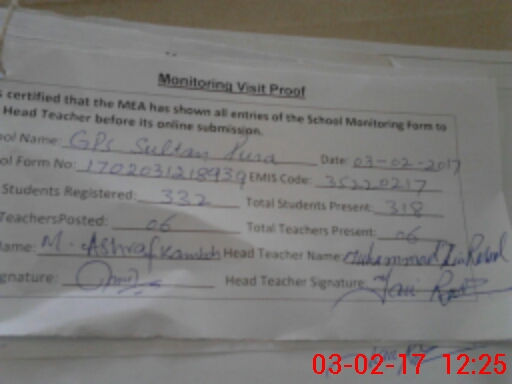 Monitoring Visit Proof
s certified that the MEA has shown all entries of the School Monitoring Form to
Head Teacher before its online submission.
ool Name: GPS Sultan Pura Date: 03-02-2017
ol Form No: 1702031218939 EMIS Code: 35220217
Students Registered: 332 Total Students Present: 318
TeachersPosted: 06 Total Teachers Present: 06
Name: M. Ashraf Head Teacher Name Muhammad
gnature: Head Teacher Signature
03-02-17 12:25